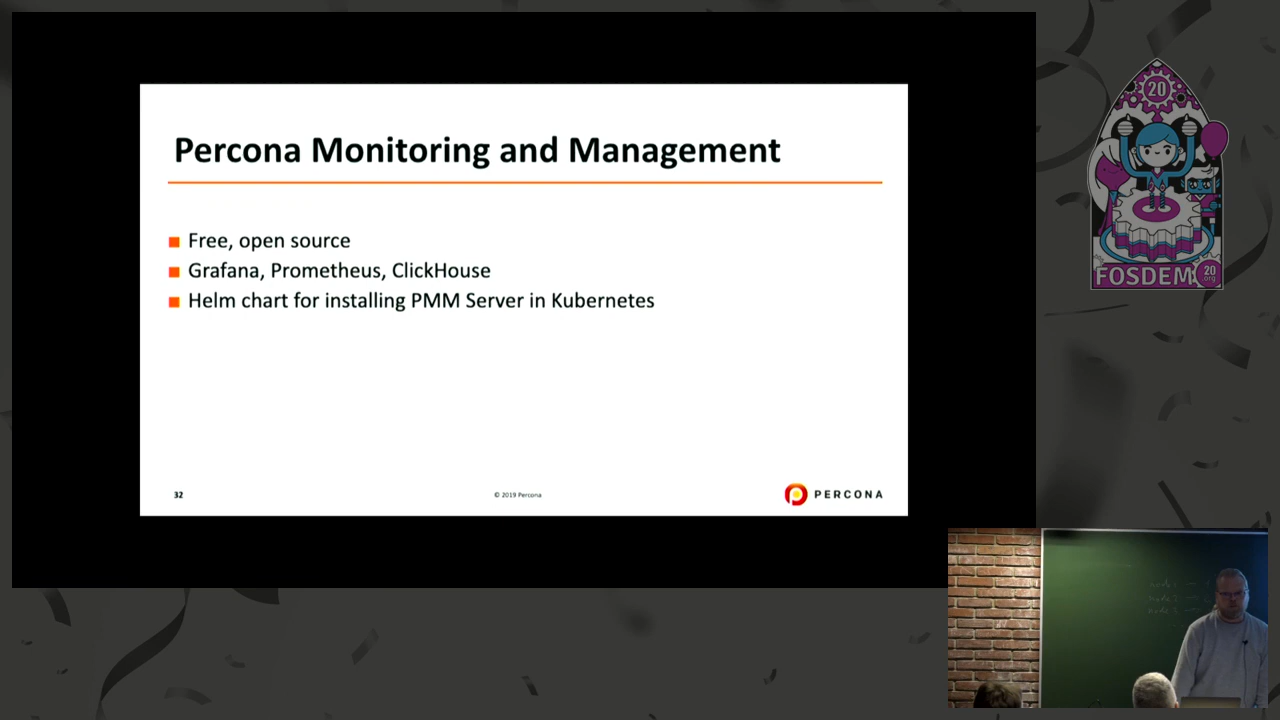 Percona Monitoring and Management
Free, open source
Grafana, Prometheus, ClickHouse
Helm chart for installing PMM Server in Kubernetes
32
© 2019 Percona
PERCONA
20
FOSDEM
20
.org